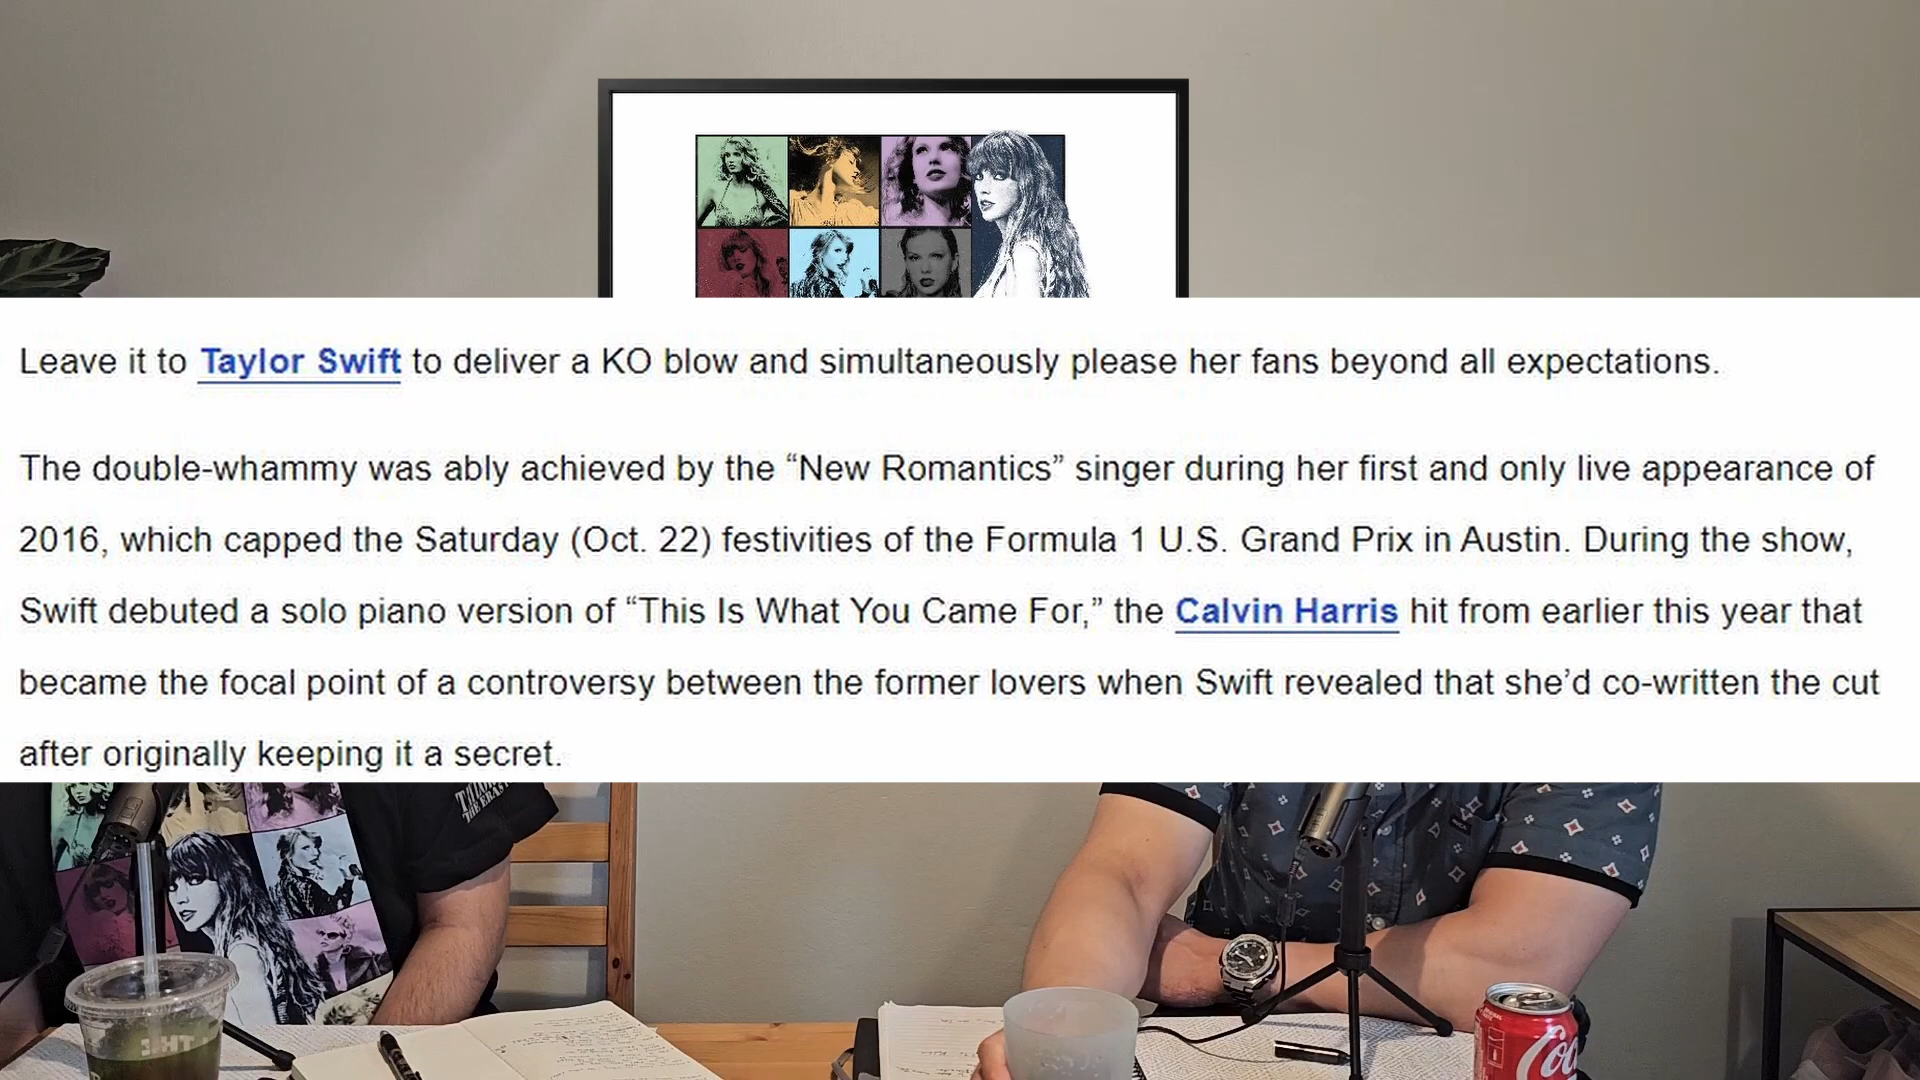 Leave it to Taylor Swift to deliver a KO blow and simultaneously please her fans beyond all expectations.
The double-whammy was ably achieved by the “New Romantics” singer during her first and only live appearance of
2016, which capped the Saturday (Oct. 22) festivities of the Formula 1 U.S. Grand Prix in Austin. During the show,
Swift debuted a solo piano version of “This Is What You Came For,” the Calvin Harris hit from earlier this year that
became the focal point of a controversy between the former lovers when Swift revealed that she’d co-written the cut
after originally keeping it a secret.